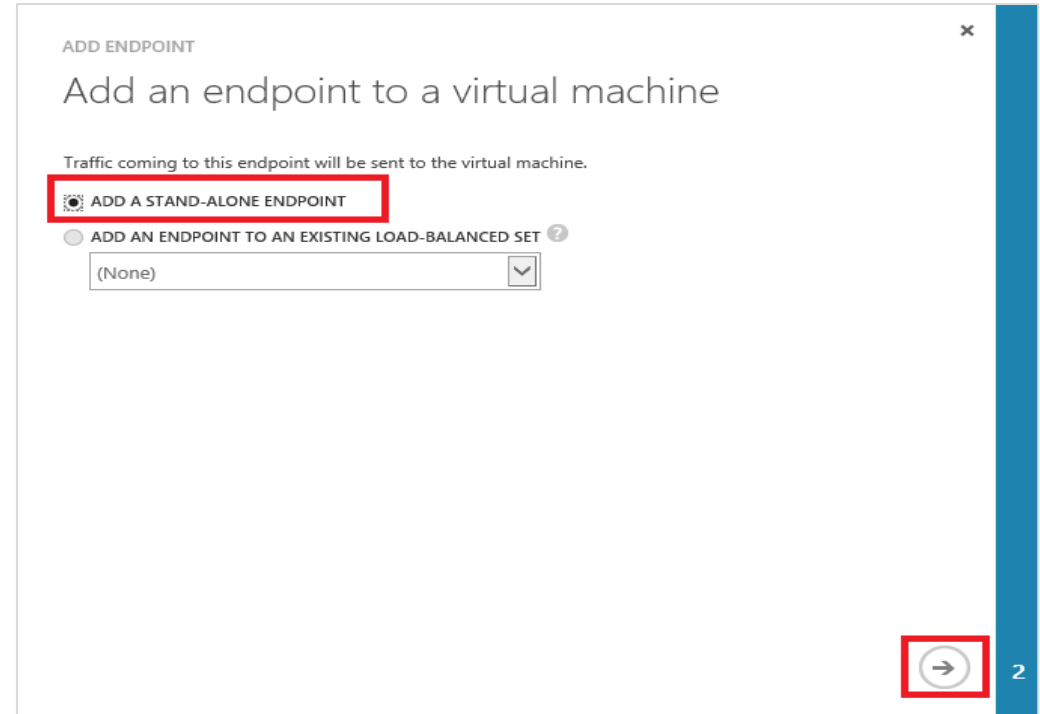 ADD ENDPOINT
Add an endpoint to a virtual machine
Traffic coming to this endpoint will be sent to the virtual machine.
ADD A STAND-ALONE ENDPOINT
ADD AN ENDPOINT TO AN EXISTING LOAD-BALANCED SET ?
(None)
2